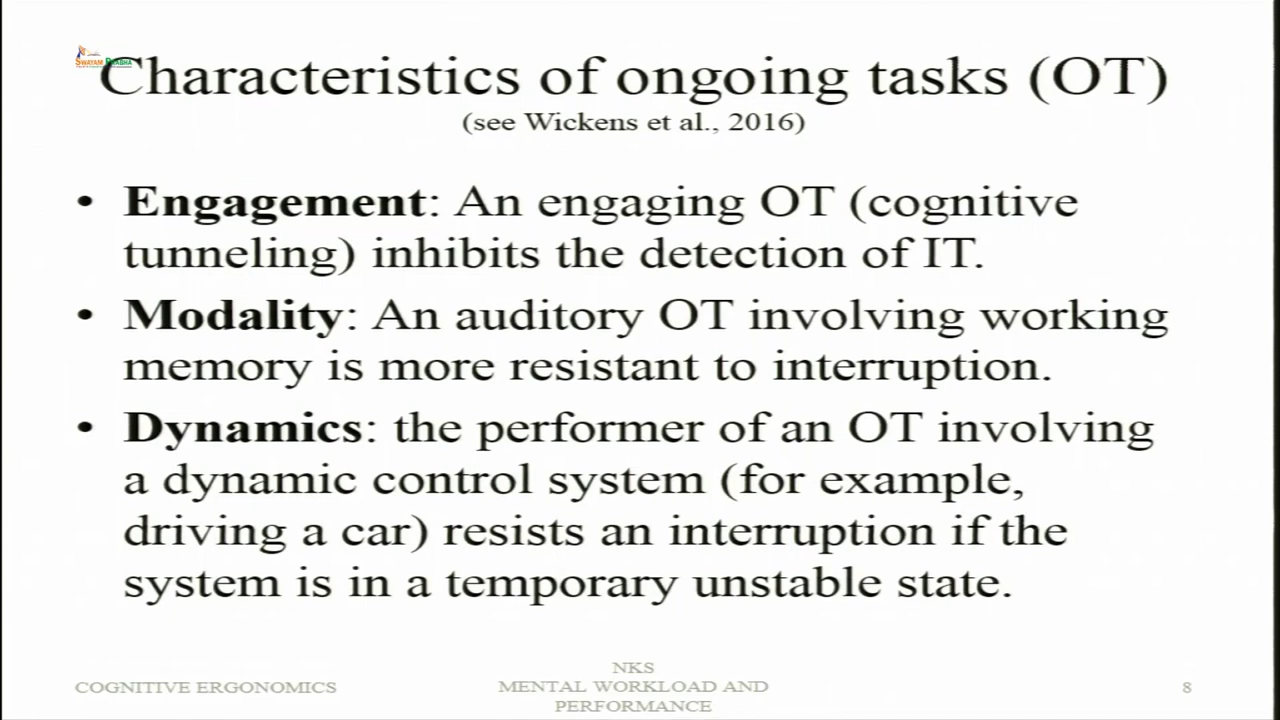 SWAYAM PRABHA
Characteristics of ongoing tasks (OT)
(see Wickens et al., 2016)
• Engagement: An engaging OT (cognitive
tunneling) inhibits the detection of IT.
• Modality: An auditory OT involving working
memory is more resistant to interruption.
• Dynamics: the performer of an OT involving
a dynamic control system (for example,
driving a car) resists an interruption if the
system is in a temporary unstable state.
COGNITIVE ERGONOMICS
NKS
MENTAL WORKLOAD AND
PERFORMANCE
8